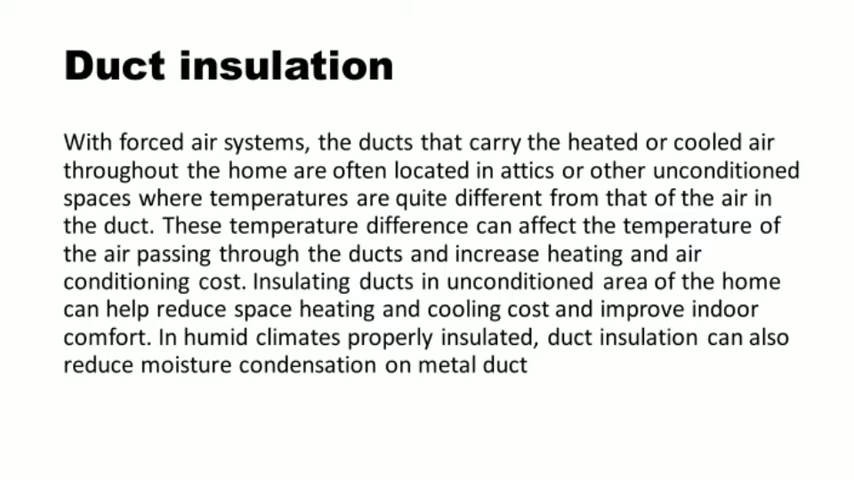 Duct insulation
With forced air systems, the ducts that carry the heated or cooled air
throughout the home are often located in attics or other unconditioned
spaces where temperatures are quite different from that of the air in
the duct. These temperature difference can affect the temperature of
the air passing through the ducts and increase heating and air
conditioning cost. Insulating ducts in unconditioned area of the home
can help reduce space heating and cooling cost and improve indoor
comfort. In humid climates properly insulated, duct insulation can also
reduce moisture condensation on metal duct